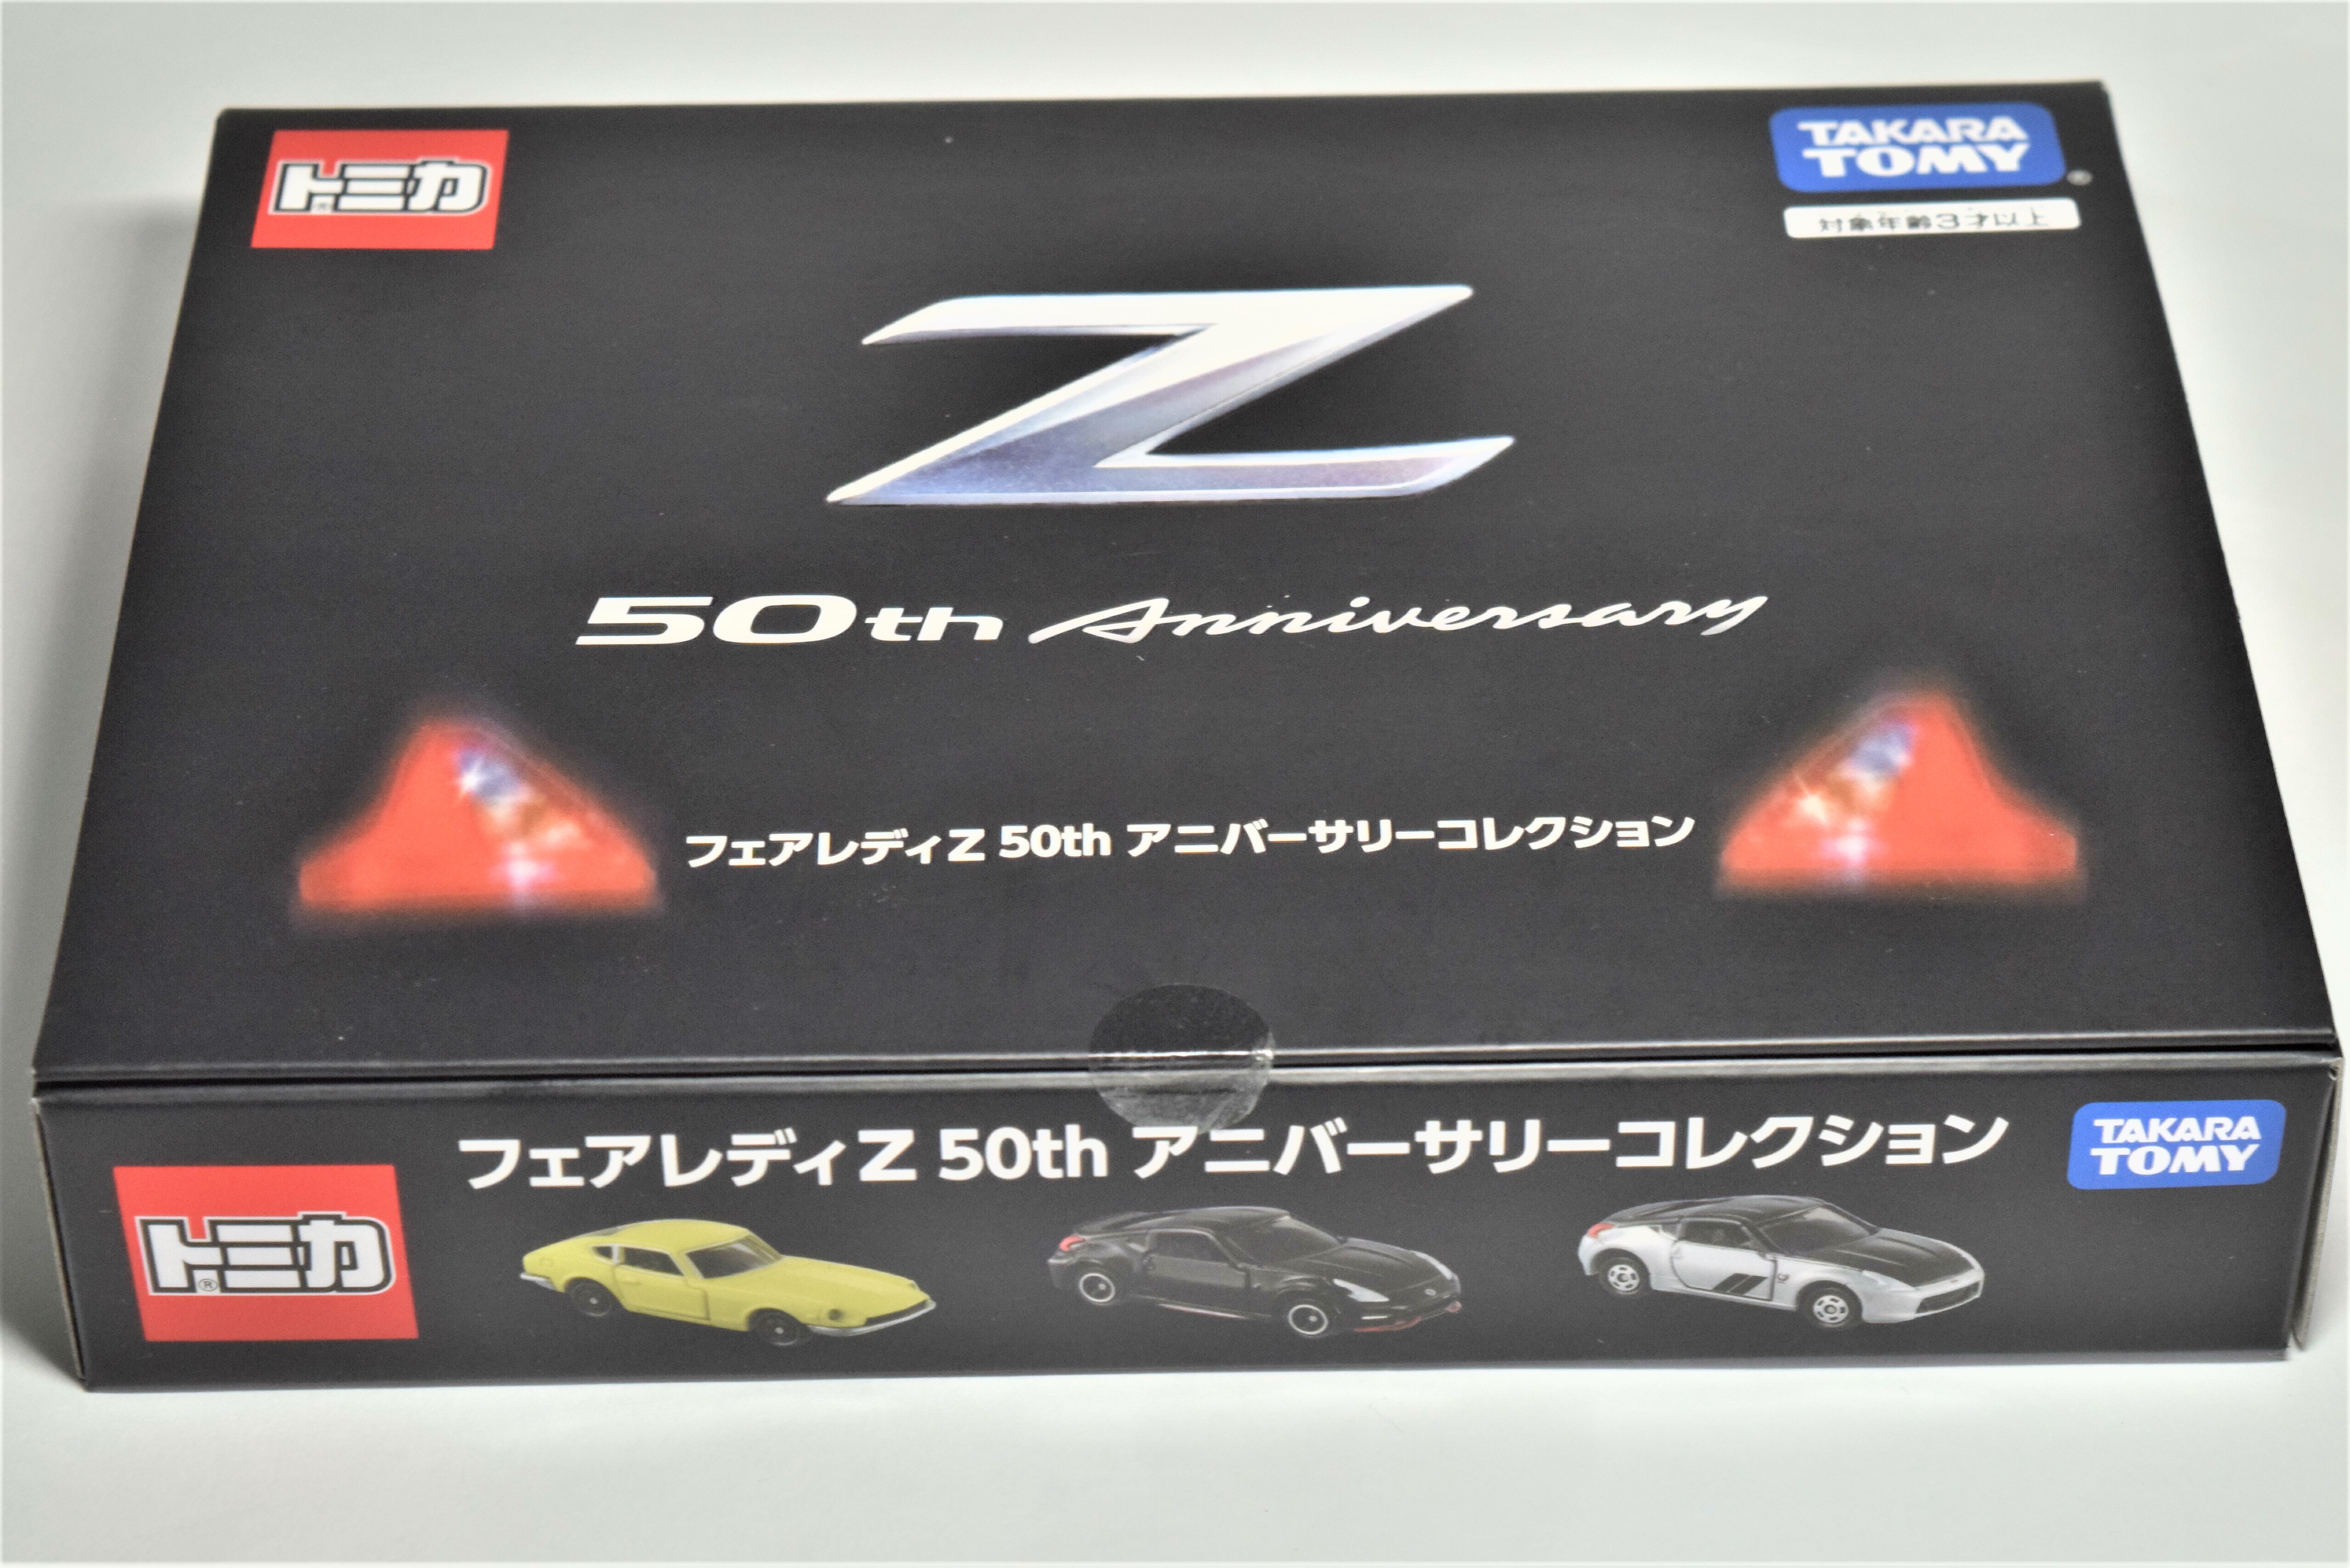 トミカ
TAKARA
TOMY
対象年齢3才以上
Z
50th Anniversary
フェアレディZ 50th アニバーサリーコレクション
フェアレディZ 50th アニバーサリーコレクション
TAKARA
TOMY
トミカ